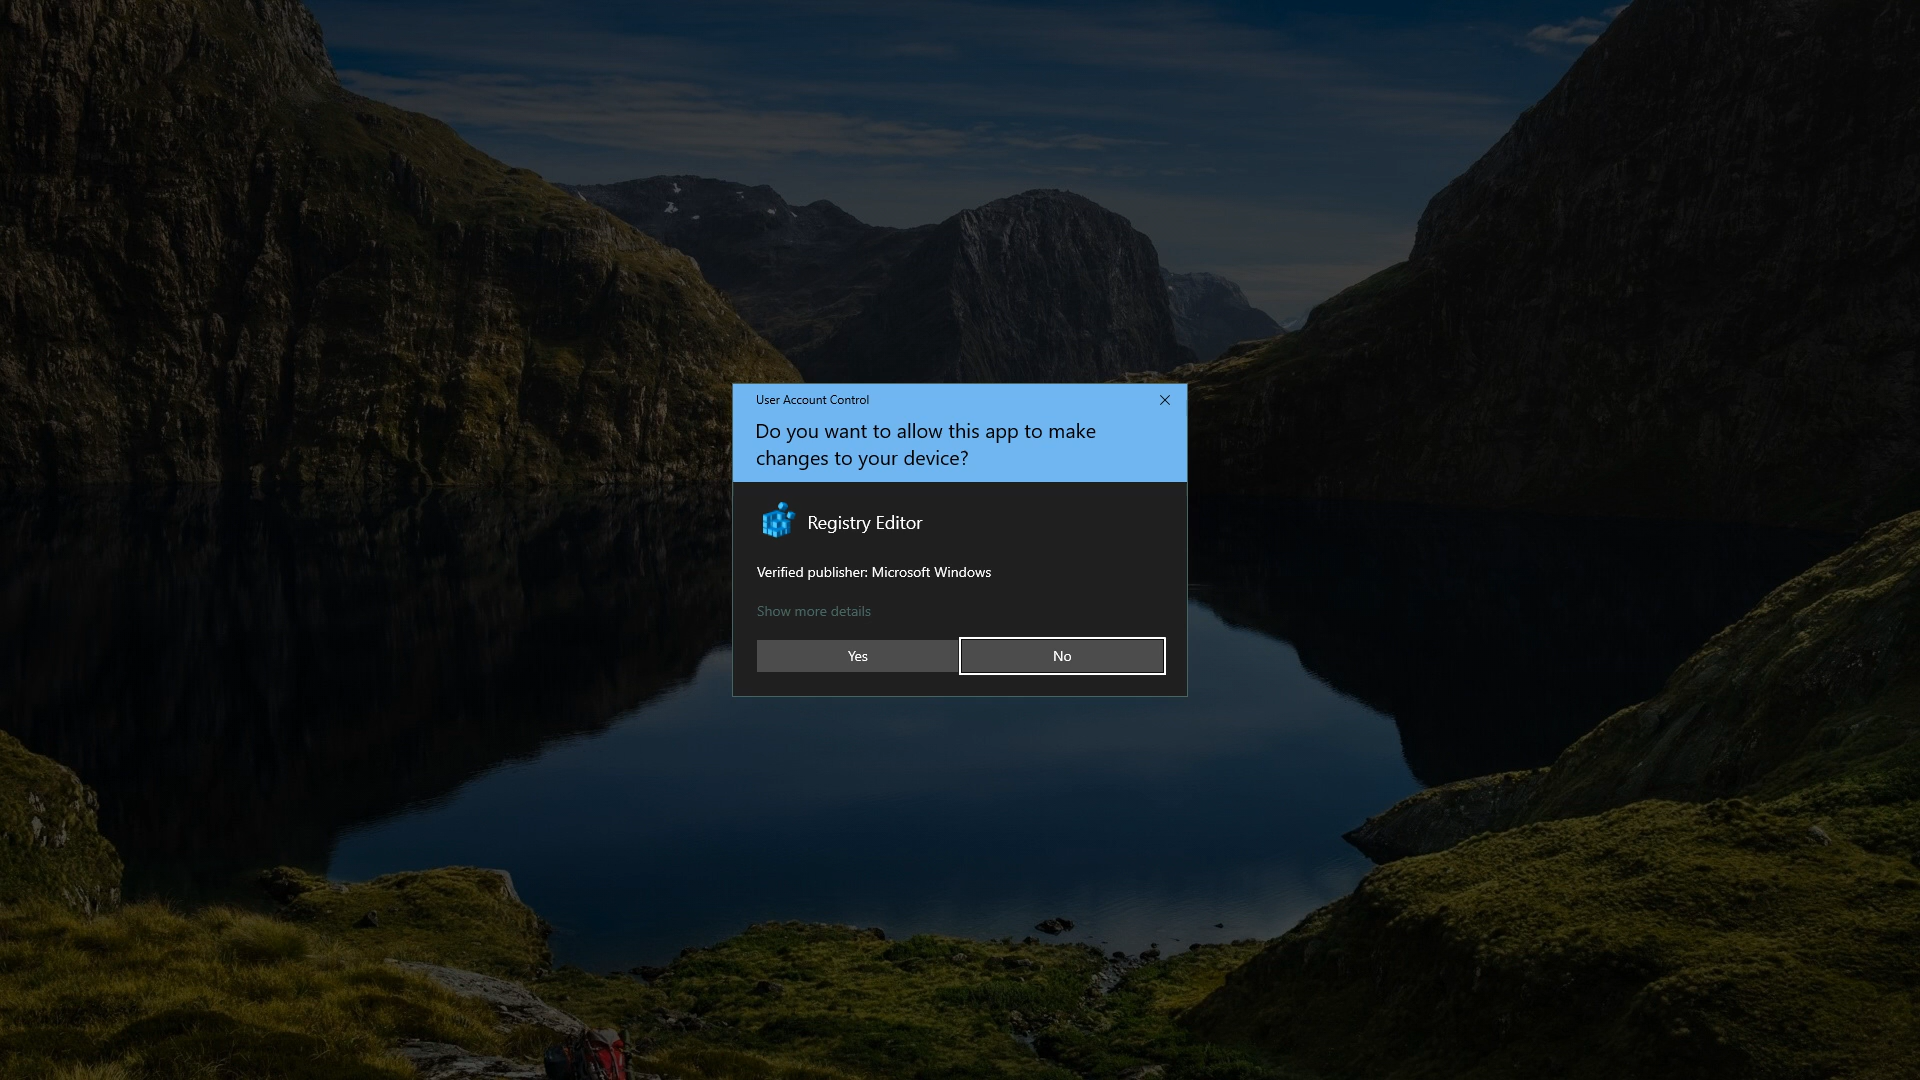 User Account Control
Do you want to allow this app to make
changes to your device?
Registry Editor
Verified publisher: Microsoft Windows
Show more details
Yes
No